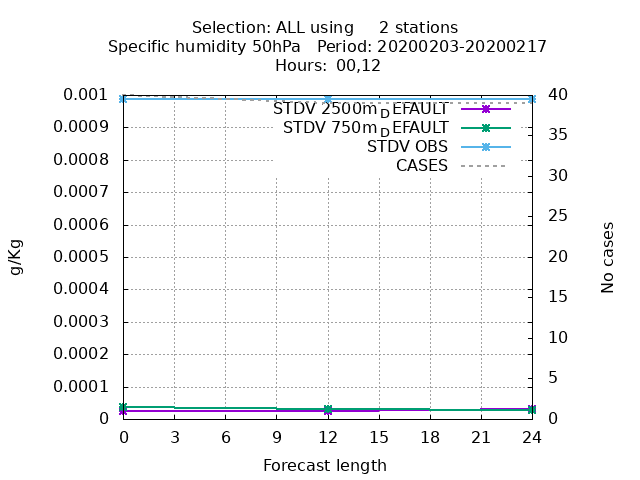 Selection: ALL using     2 stations
Specific humidity 50hPa   Period: 20200203-20200217
Hours: 00,12
0.001
0.0009
0.0008
0.0007
0.0006
0.0005
0.0004
0.0003
0.0002
0.0001
0
g/Kg
STDV 2500m_DEFAULT
STDV 750m_DEFAULT
STDV OBS
CASES
40
35
30
25
20
15
10
5
0
No cases
0 3 6 9 12 15 18 21 24
Forecast length